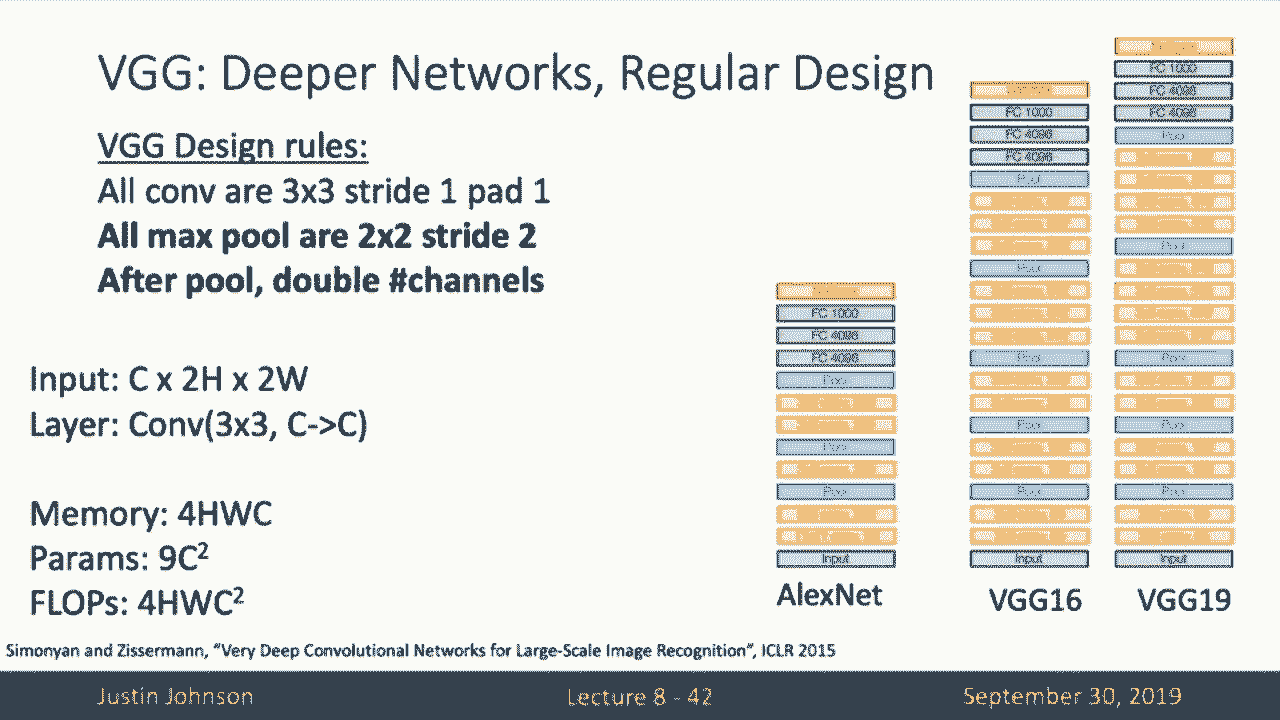 VGG: Deeper Networks, Regular Design
VGG Design rules:
All conv are 3x3 stride 1 pad 1
All max pool are 2x2 stride 2
After pool, double #channels
Input: C x 2H x 2W
Layer: Conv(3x3, C->C)
Memory: 4HWC
Params: 9C²
FLOPs: 4HWC²
FC 1000
FC 4096
FC 4096
Pool
Pool
Pool
Input
AlexNet
FC 1000
FC 4096
FC 4096
Pool
Pool
Pool
Pool
Pool
Input
VGG16
FC 1000
FC 4096
FC 4096
Pool
Pool
Pool
Pool
Pool
Input
VGG19
Simonyan and Zissermann, “Very Deep Convolutional Networks for Large-Scale Image Recognition”, ICLR 2015
Justin Johnson
Lecture 8 - 42
September 30, 2019